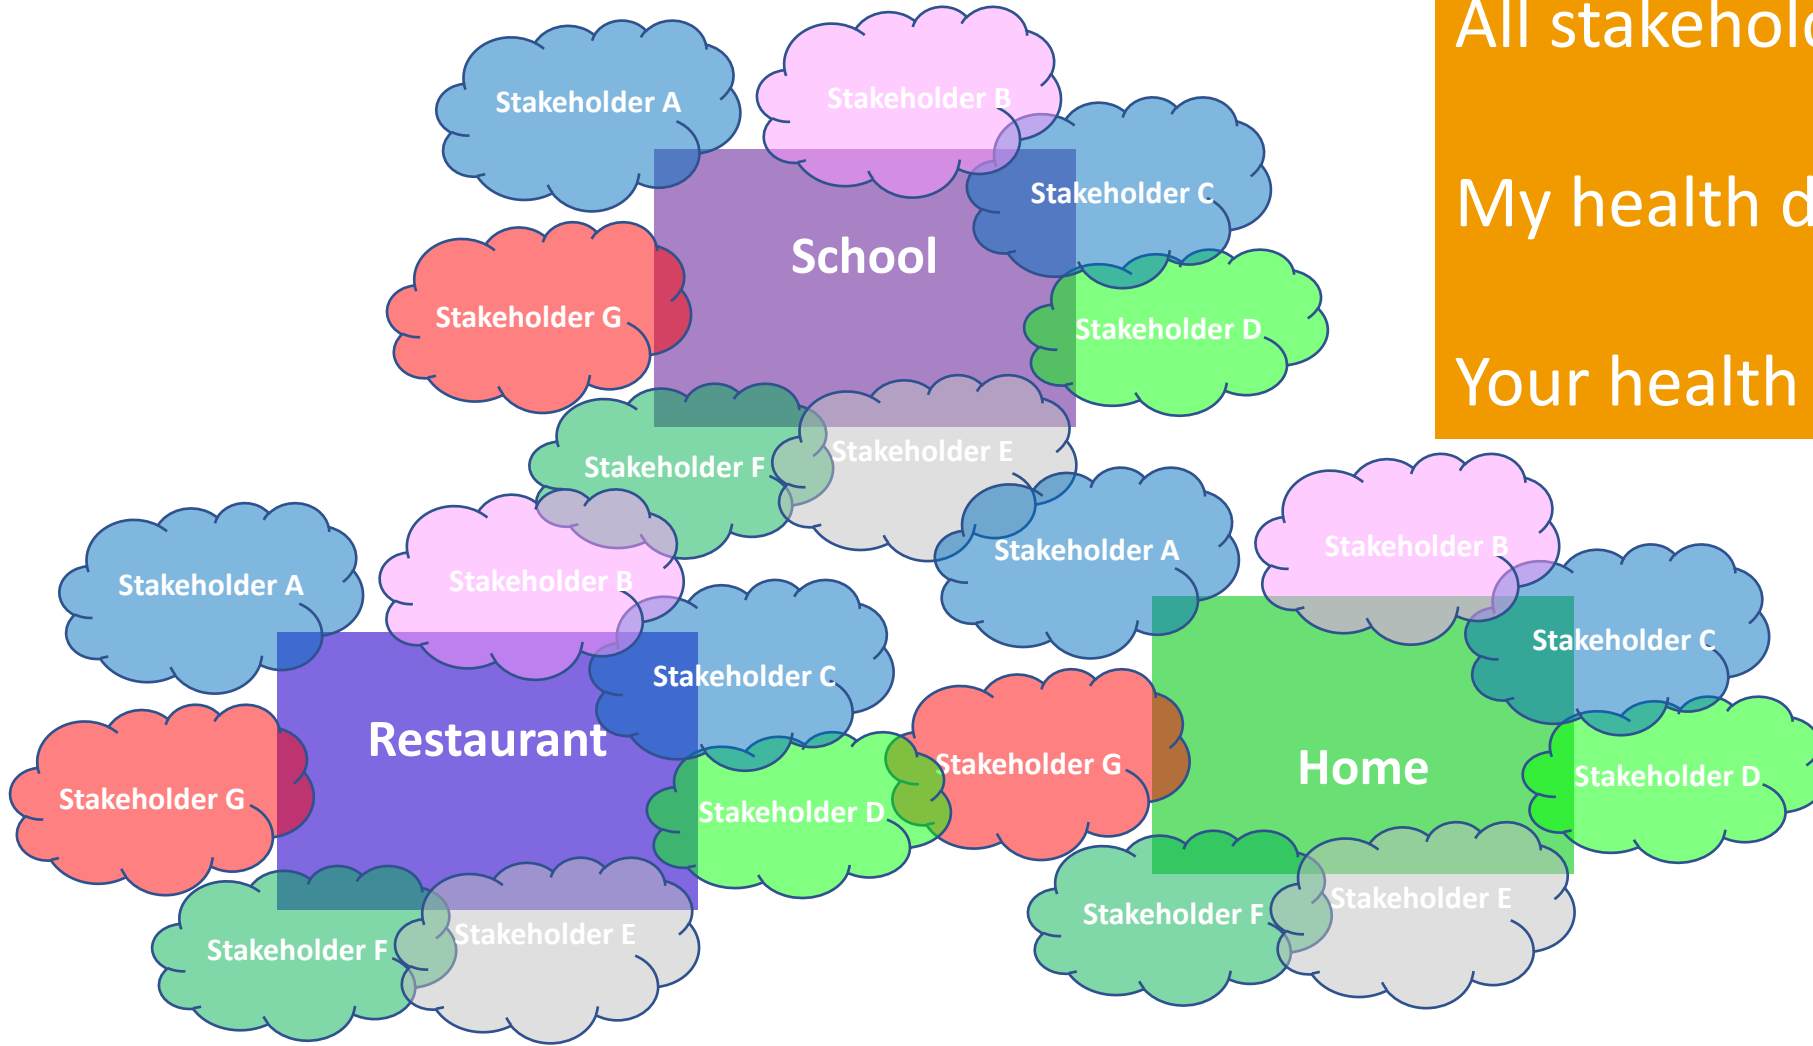 All stakehol
My health
Your health
Stakeholder A
Stakeholder B
Stakeholder C
School
Stakeholder G
Stakeholder D
Stakeholder F
Stakeholder E
Stakeholder A
Stakeholder B
Stakeholder C
Restaurant
Stakeholder G
Stakeholder D
Stakeholder F
Stakeholder E
Stakeholder A
Stakeholder B
Stakeholder C
Stakeholder G
Home
Stakeholder D
Stakeholder F
Stakeholder E